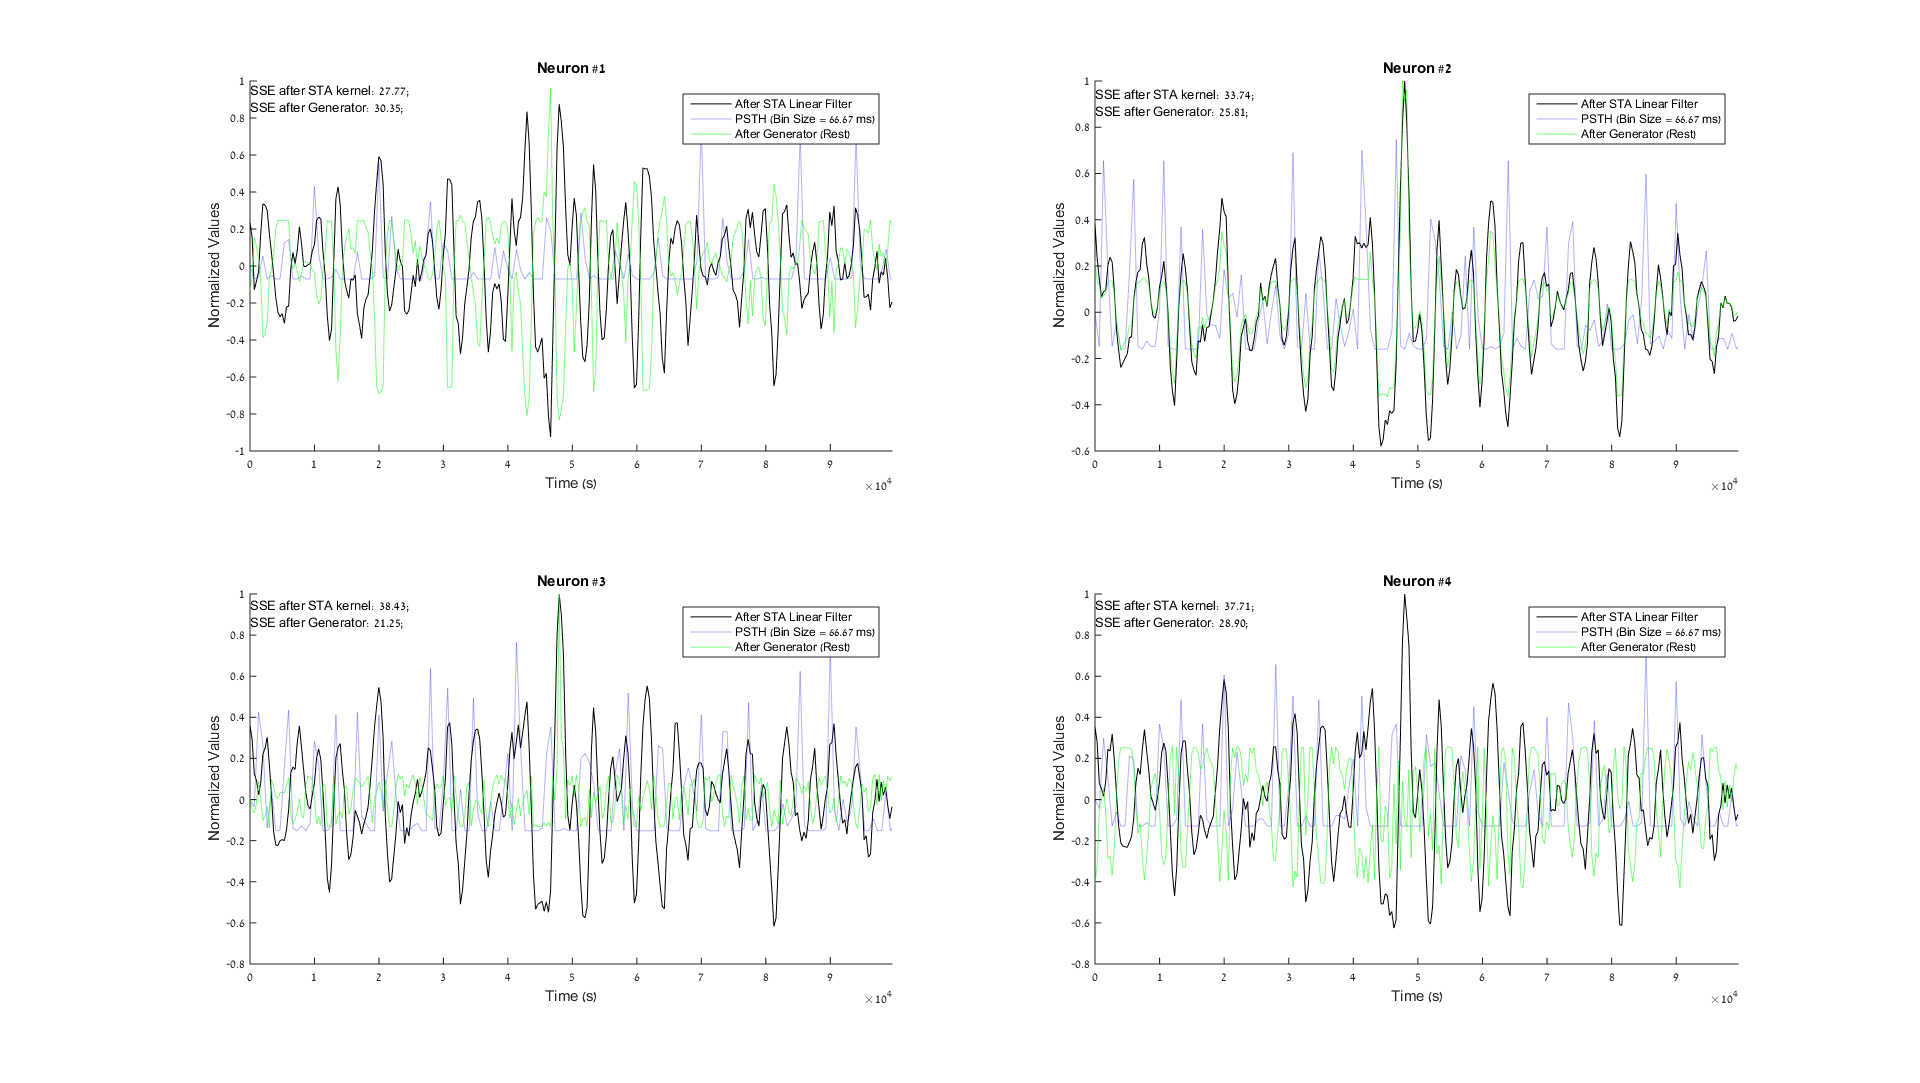 Neuron #1
SSE after STA kernel: 27.77;
SSE after Generator: 30.35;
After STA Linear Filter
PSTH (Bin Size = 66.67 ms)
After Generator (Rest)
Normalized Values
1
0.8
0.6
0.4
0.2
0
-0.2
-0.4
-0.6
-0.8
-1
0 1 2 3 4 5 6 7 8 9
Time (s)
×10^4
Neuron #2
SSE after STA kernel: 33.74;
SSE after Generator: 25.81;
After STA Linear Filter
PSTH (Bin Size = 66.67 ms)
After Generator (Rest)
Normalized Values
1
0.8
0.6
0.4
0.2
0
-0.2
-0.4
-0.6
0 1 2 3 4 5 6 7 8 9
Time (s)
×10^4
Neuron #3
SSE after STA kernel: 38.43;
SSE after Generator: 21.25;
After STA Linear Filter
PSTH (Bin Size = 66.67 ms)
After Generator (Rest)
Normalized Values
1
0.8
0.6
0.4
0.2
0
-0.2
-0.4
-0.6
-0.8
0 1 2 3 4 5 6 7 8 9
Time (s)
×10^4
Neuron #4
SSE after STA kernel: 37.71;
SSE after Generator: 28.90;
After STA Linear Filter
PSTH (Bin Size = 66.67 ms)
After Generator (Rest)
Normalized Values
1
0.8
0.6
0.4
0.2
0
-0.2
-0.4
-0.6
-0.8
0 1 2 3 4 5 6 7 8 9
Time (s)
×10^4